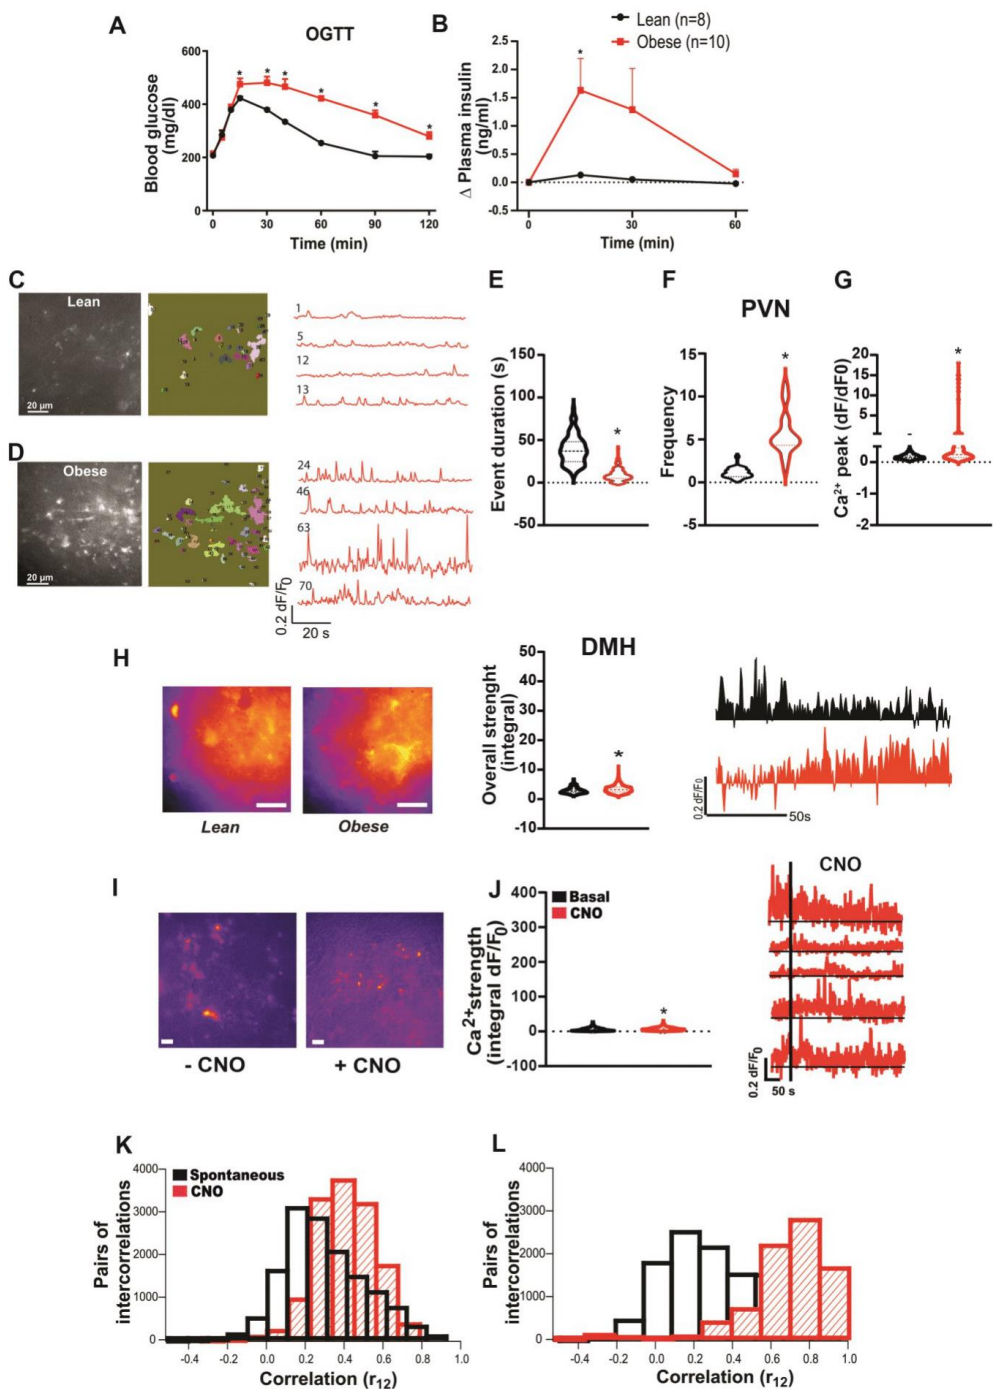 A
OGTT
600
400
200
0
Blood glucose
(mg/dl)
*
*
*
*
*
*
0
30
60
90
120
Time (min)
B
Lean (n=8)
Obese (n=10)
2.5
2.0
1.5
1.0
0.5
0.0
-0.5
Δ Plasma insulin
(ng/ml)
*
0
30
60
Time (min)
C
Lean
20 µm
1
5
12
13
D
Obese
20 µm
24
46
63
70
0.2 dF/F0
20 s
E
150
100
50
0
-50
Event duration (s)
*
F
PVN
15
10
5
0
-5
Frequency
*
G
20
15
10
5
1
0
-2
Ca2+ peak (dF/dF0)
*
H
Lean
Obese
DMH
50
40
30
20
10
0
-10
Overall strenght
(integral)
*
0.2 dF/F0
50s
I
- CNO
+ CNO
J
Basal
CNO
400
300
200
100
0
-100
Ca2+strength
(integral dF/F0)
*
CNO
0.2 dF/F0
50 s
K
Spontaneous
CNO
4000
3000
2000
1000
0
Pairs of
intercorrelations
-0.4
-0.2
0.0
0.2
0.4
0.6
0.8
1.0
Correlation (r12)
L
4000
3000
2000
1000
0
Pairs of
intercorrelations
-0.4
-0.2
0.0
0.2
0.4
0.6
0.8
1.0
Correlation (r12)